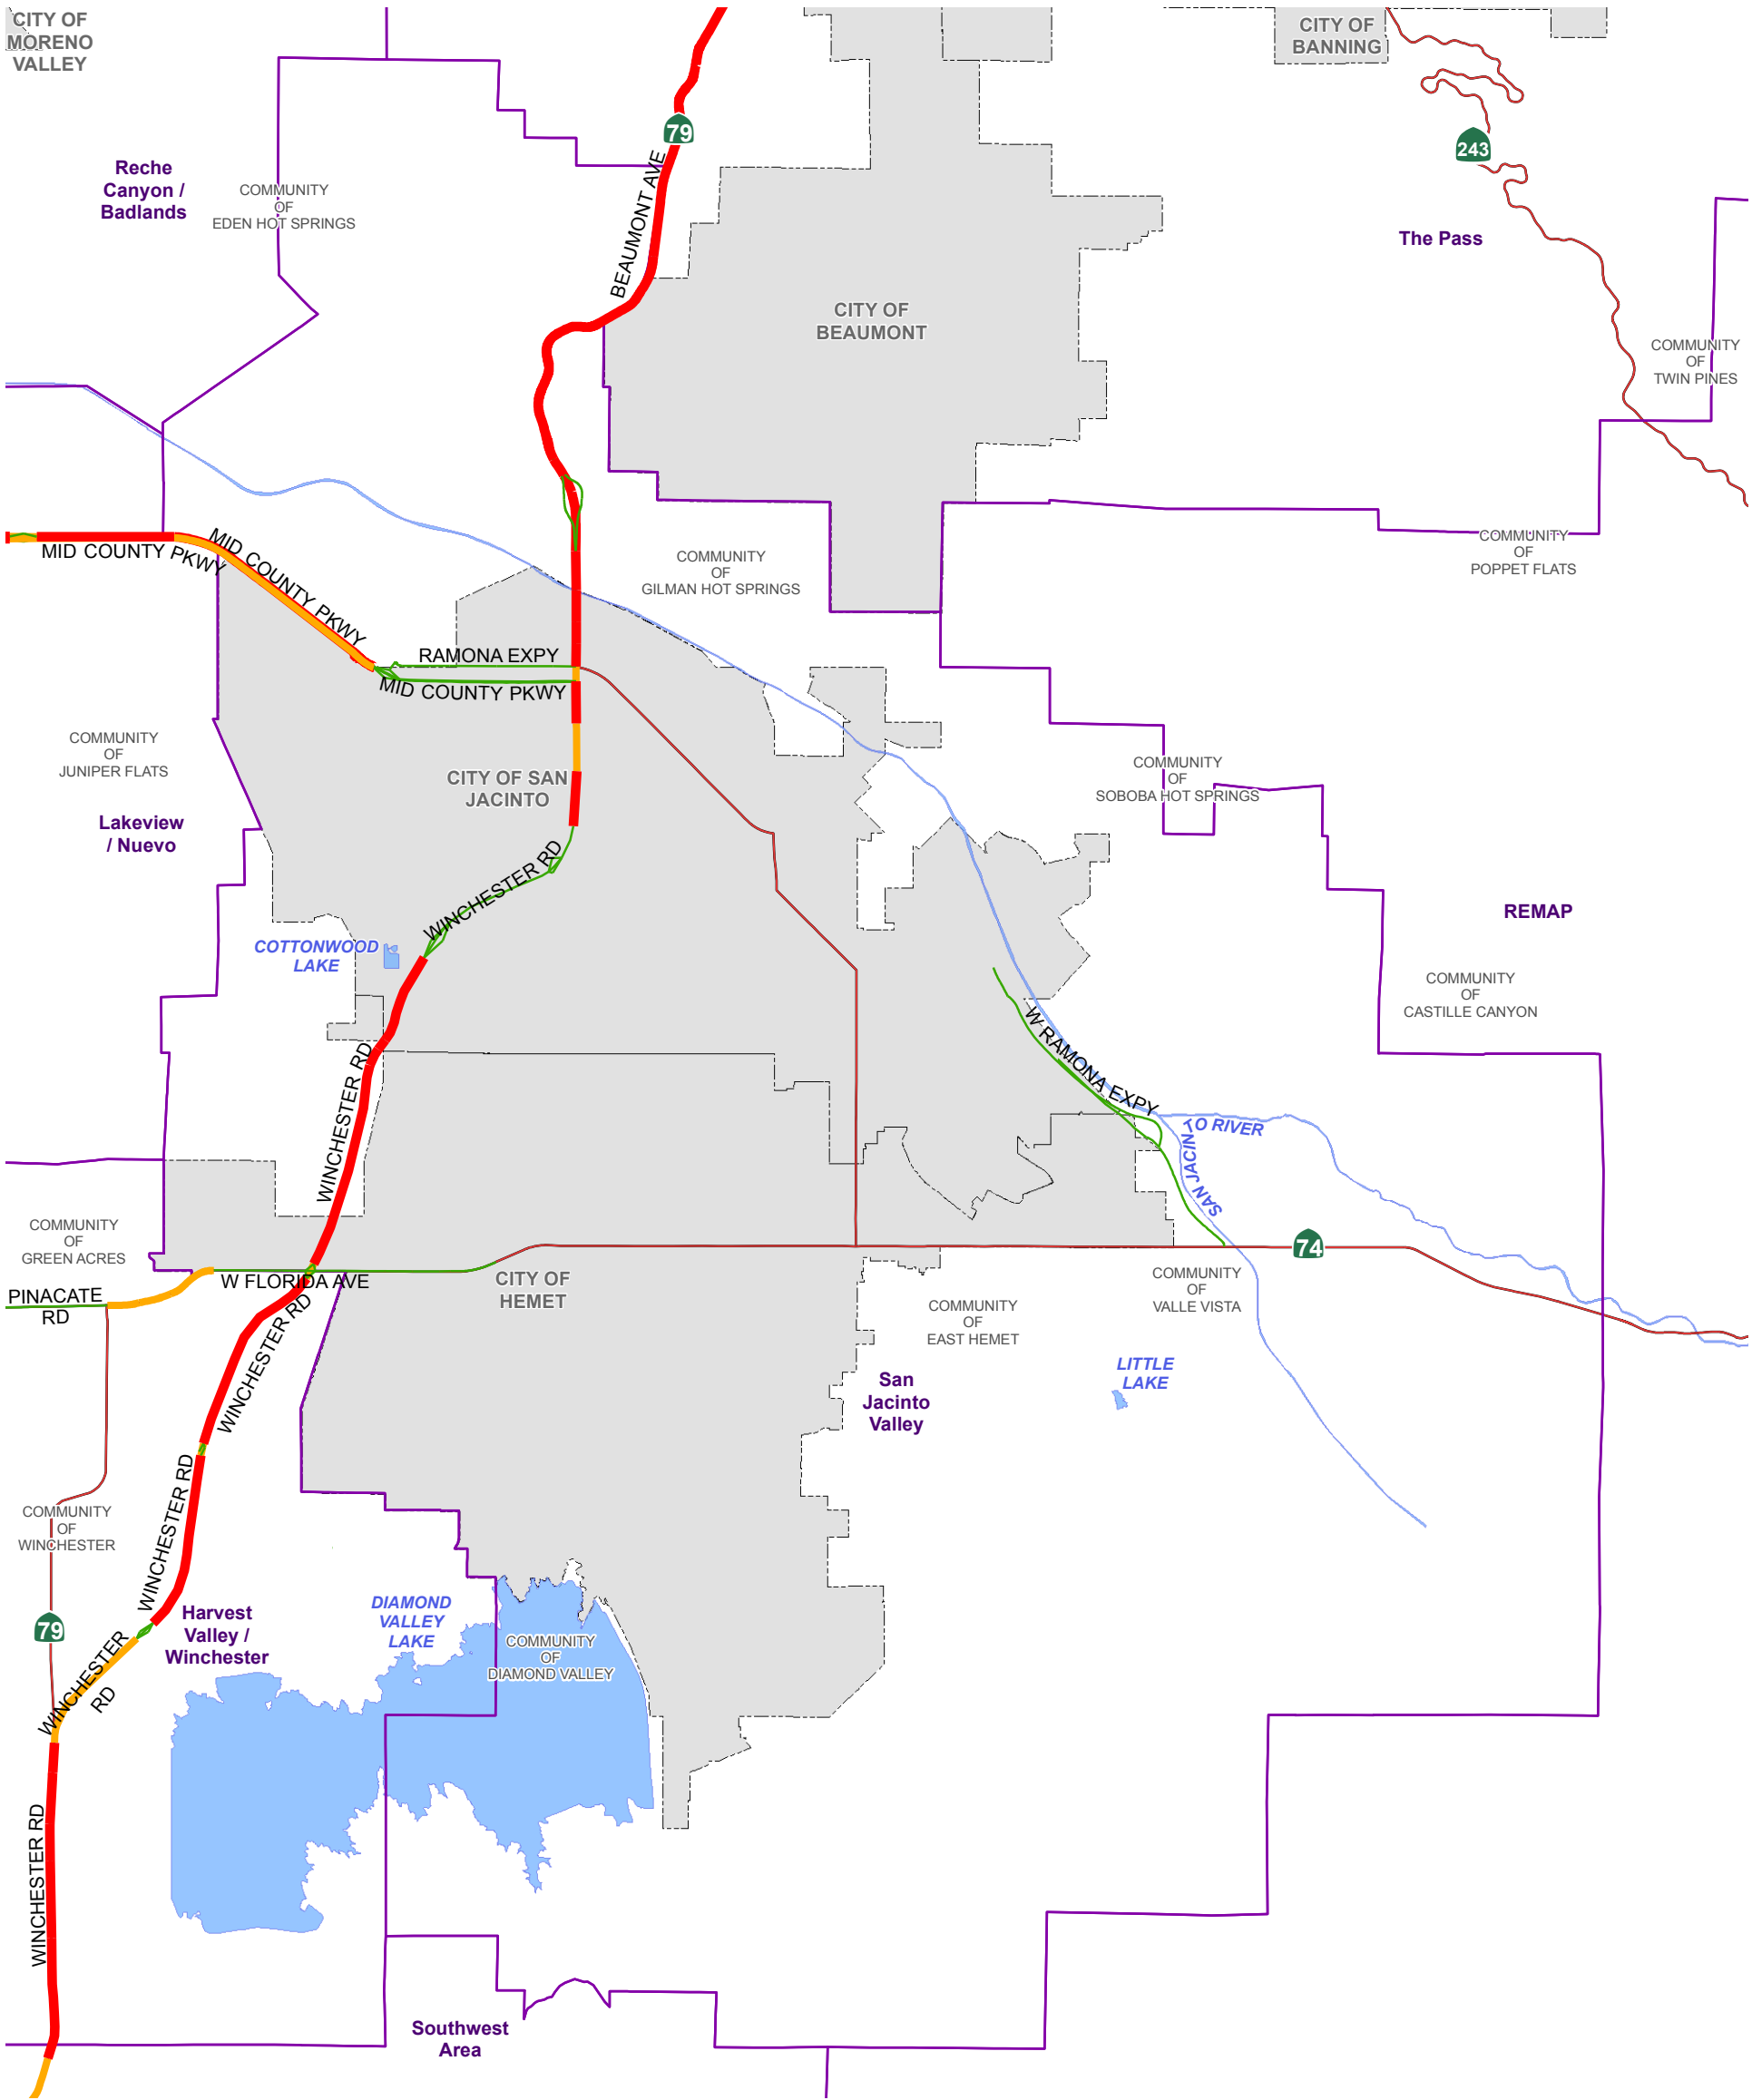 CITY OF
MORENO
VALLEY
CITY OF
BANNING
79
243
Reche
Canyon /
Badlands
COMMUNITY
OF
EDEN HOT SPRINGS
BEAUMONT AVE
The Pass
CITY OF
BEAUMONT
COMMUNITY
OF
TWIN PINES
MID COUNTY PKWY
MID COUNTY PKWY
COMMUNITY
OF
GILMAN HOT SPRINGS
COMMUNITY
OF
POPPET FLATS
RAMONA EXPY
MID COUNTY PKWY
COMMUNITY
OF
JUNIPER FLATS
CITY OF SAN
JACINTO
COMMUNITY
OF
SOBOBA HOT SPRINGS
Lakeview
/ Nuevo
WINCHESTER RD
REMAP
COTTONWOOD
LAKE
COMMUNITY
OF
CASTILLE CANYON
W RAMONA EXPY
WINCHESTER RD
SAN JACINTO RIVER
COMMUNITY
OF
GREEN ACRES
74
W FLORIDA AVE
CITY OF
HEMET
COMMUNITY
OF
VALLE VISTA
PINACATE
RD
COMMUNITY
OF
EAST HEMET
WINCHESTER RD
LITTLE
LAKE
San
Jacinto
Valley
WINCHESTER RD
COMMUNITY
OF
WINCHESTER
79
Harvest
Valley /
Winchester
DIAMOND
VALLEY
LAKE
COMMUNITY
OF
DIAMOND VALLEY
WINCHESTER
RD
WINCHESTER RD
Southwest
Area